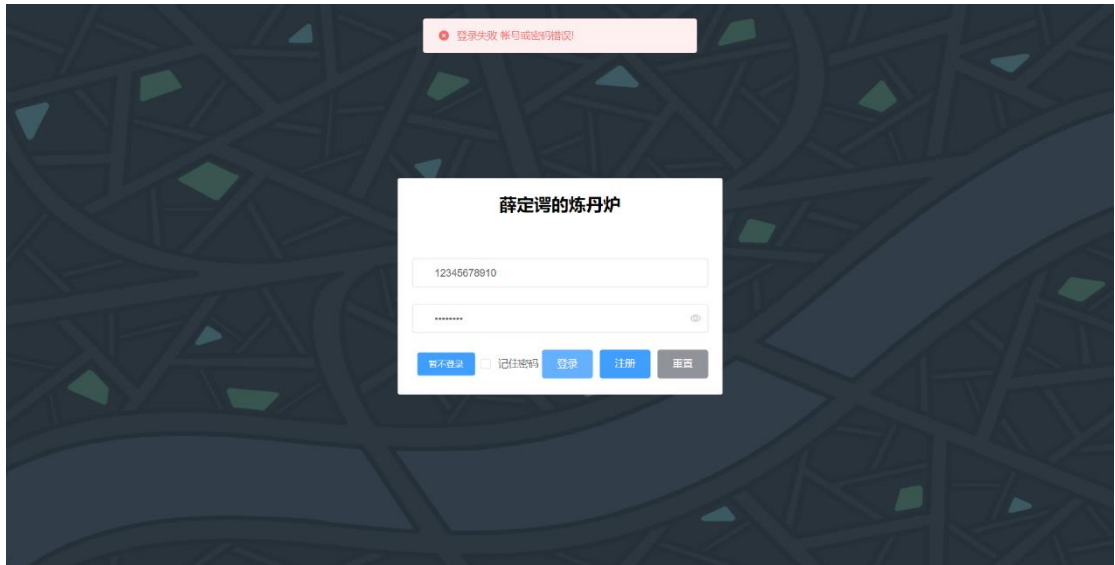 登录失败 帐号或密码错误!
薛定谔的炼丹炉
12345678910
••••••••
暂不登录 记住密码 登录 注册 重置